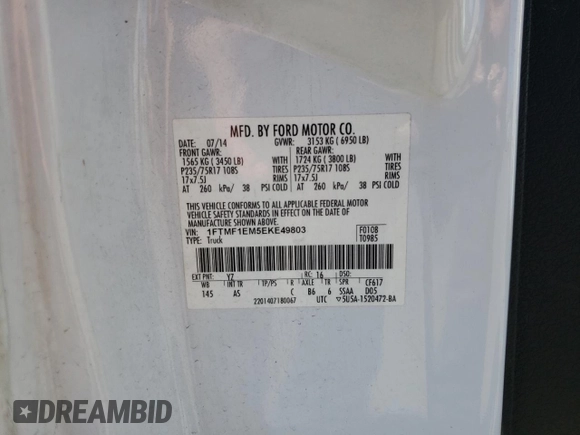 MFD. BY FORD MOTOR CO.
DATE: 07/14 GVWR: 3153 KG ( 6950 LB)
FRONT GAWR: REAR GAWR:
1565 KG ( 3450 LB) WITH 1724 KG ( 3800 LB) WITH
P235/75R17 108S TIRES P235/75R17 108S TIRES
17x7.5J RIMS 17x7.5J RIMS
AT 260 kPa/ 38 PSI COLD AT 260 kPa/ 38 PSI COLD
THIS VEHICLE CONFORMS TO ALL APPLICABLE FEDERAL MOTOR
VEHICLE SAFETY STANDARDS IN EFFECT ON THE DATE OF
MANUFACTURE SHOWN ABOVE.
VIN: 1FTMF1EM5EKE49803 F0108
TYPE: Truck T0985
EXT PNT: Y7 RC: 16 DSO:
WB INT TR TP/PS R AXLE TR SPR CF617
145 AS C B6 6 SSAA D05
2201407180067 UTC ▽5U5A-1520472-BA
DREAMBID